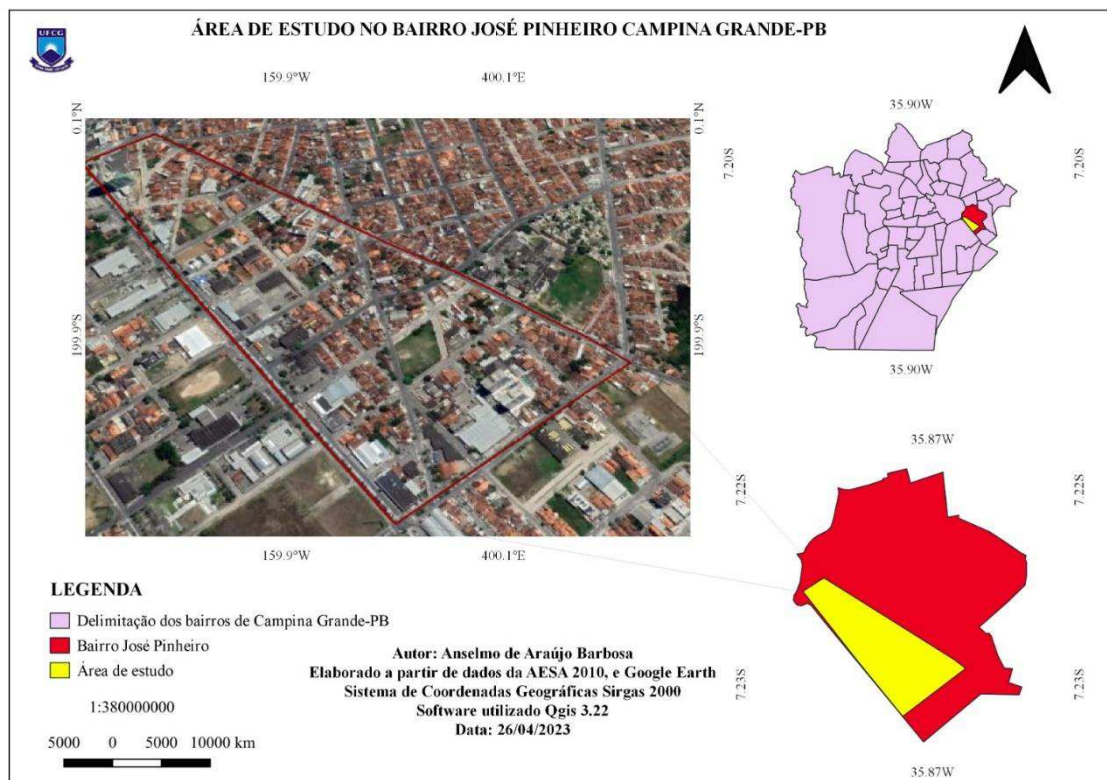 UFCG
ÁREA DE ESTUDO NO BAIRRO JOSÉ PINHEIRO CAMPINA GRANDE-PB
159.9°W 400.1°E
0.1°N
0.1°N
199.9°S
199.9°S
159.9°W 400.1°E
35.90W
7.20S
7.20S
35.90W
35.87W
7.22S
7.22S
7.23S
7.23S
35.87W
LEGENDA
Delimitação dos bairros de Campina Grande-PB
Bairro José Pinheiro
Área de estudo
1:380000000
5000 0 5000 10000 km
Autor: Anselmo de Araújo Barbosa
Elaborado a partir de dados da AESA 2010, e Google Earth
Sistema de Coordenadas Geográficas Sirgas 2000
Software utilizado Qgis 3.22
Data: 26/04/2023